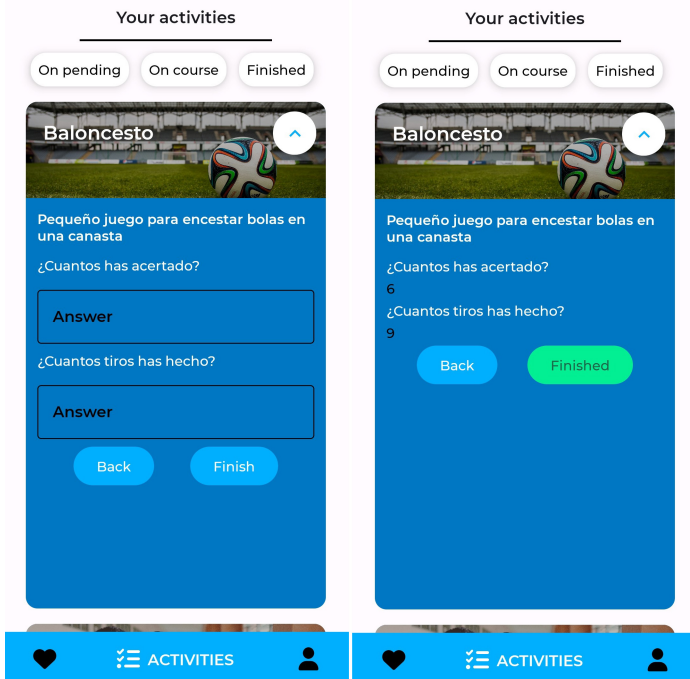 Your activities
On pending
On course
Finished
Baloncesto
Pequeño juego para encestar bolas en
una canasta
¿Cuantos has acertado?
Answer
¿Cuantos tiros has hecho?
Answer
Back
Finish
ACTIVITIES
Your activities
On pending
On course
Finished
Baloncesto
Pequeño juego para encestar bolas en
una canasta
¿Cuantos has acertado?
6
¿Cuantos tiros has hecho?
9
Back
Finished
ACTIVITIES